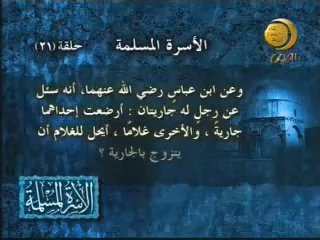 الأسرة المسلمة حلقة (٢١)
وعن ابن عباسٍ رضي الله عنهما، أنه سئل
عن رجلٍ له جاريتان : أرضعت إحداهما
جاريةً ، والأخرى غلامًا ، أيحل للغلام أن
يتزوج بالجارية ؟
الأسرة المسلمة